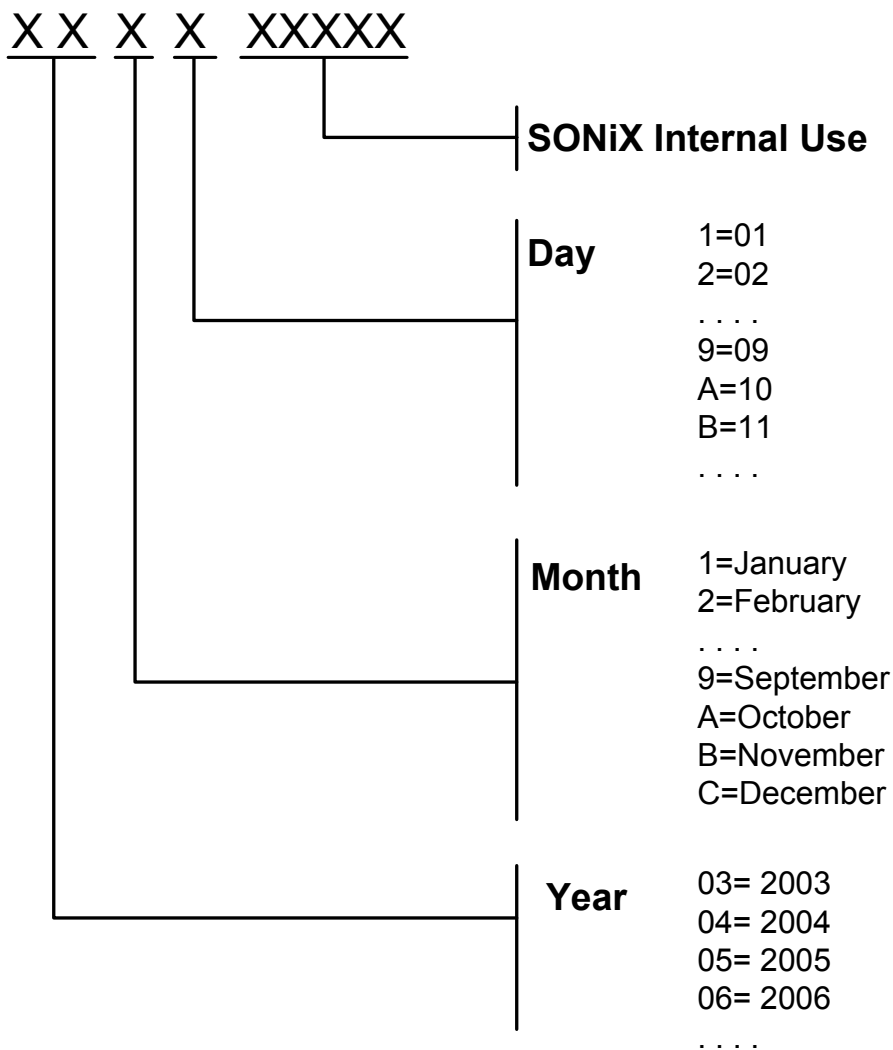 XX X X XXXXX
SONiX Internal Use
Day
1=01
2=02
. . . .
9=09
A=10
B=11
. . . .
Month
1=January
2=February
. . . .
9=September
A=October
B=November
C=December
Year
03= 2003
04= 2004
05= 2005
06= 2006
. . . .